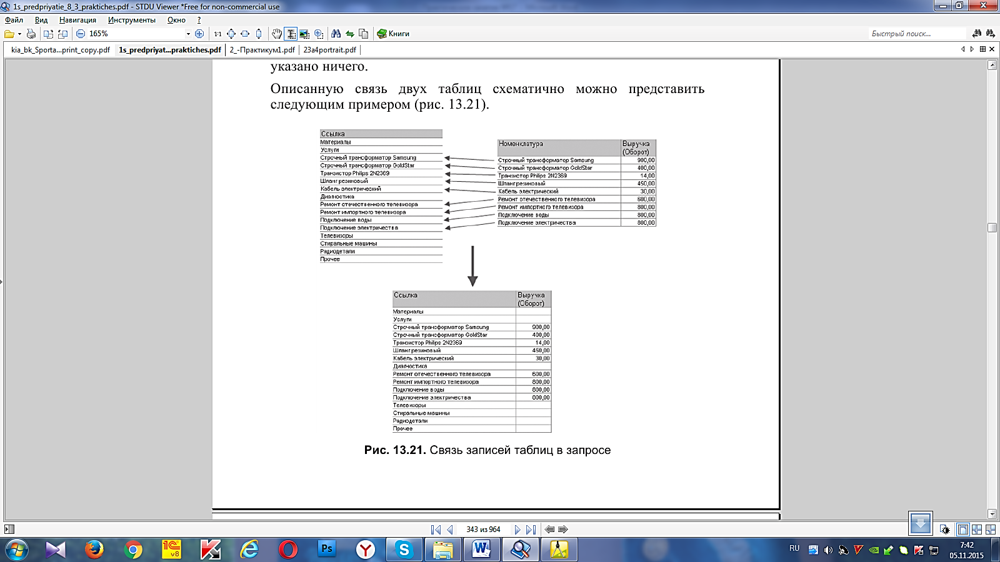 1s_predpriyatie_8_3_praktiches.pdf - STDU Viewer *Free for non-commercial use
Файл Вид Навигация Инструменты Окно ?
165% 1:1 Книги Быстрый поиск...
kia_bk_Sporta...print_copy.pdf 1s_predpriyat...praktiches.pdf 2_-Практикум1.pdf 23a4portrait.pdf
указано ничего.
Описанную связь двух таблиц схематично можно представить
следующим примером (рис. 13.21).
Ссылка
Материалы
Услуги
Строчный трансформатор Samsung
Строчный трансформатор GoldStar
Транзистор Philips 2N2369
Шланг резиновый
Кабель электрический
Диагностика
Ремонт отечественного телевизора
Ремонт импортного телевизора
Подключение воды
Подключение электричества
Телевизоры
Стиральные машины
Радиодетали
Прочее
Номенклатура Выручка
(Оборот)
Строчный трансформатор Samsung 900,00
Строчный трансформатор GoldStar 400,00
Транзистор Philips 2N2369 14,00
Шланг резиновый 450,00
Кабель электрический 30,00
Ремонт отечественного телевизора 600,00
Ремонт импортного телевизора 800,00
Подключение воды 800,00
Подключение электричества 800,00
Ссылка Выручка
(Оборот)
Материалы
Услуги
Строчный трансформатор Samsung 900,00
Строчный трансформатор GoldStar 400,00
Транзистор Philips 2N2369 14,00
Шланг резиновый 450,00
Кабель электрический 30,00
Диагностика
Ремонт отечественного телевизора 600,00
Ремонт импортного телевизора 800,00
Подключение воды 800,00
Подключение электричества 800,00
Телевизоры
Стиральные машины
Радиодетали
Прочее
Рис. 13.21. Связь записей таблиц в запросе
343 из 964
1С v8 Ps RU 7:42
05.11.2015